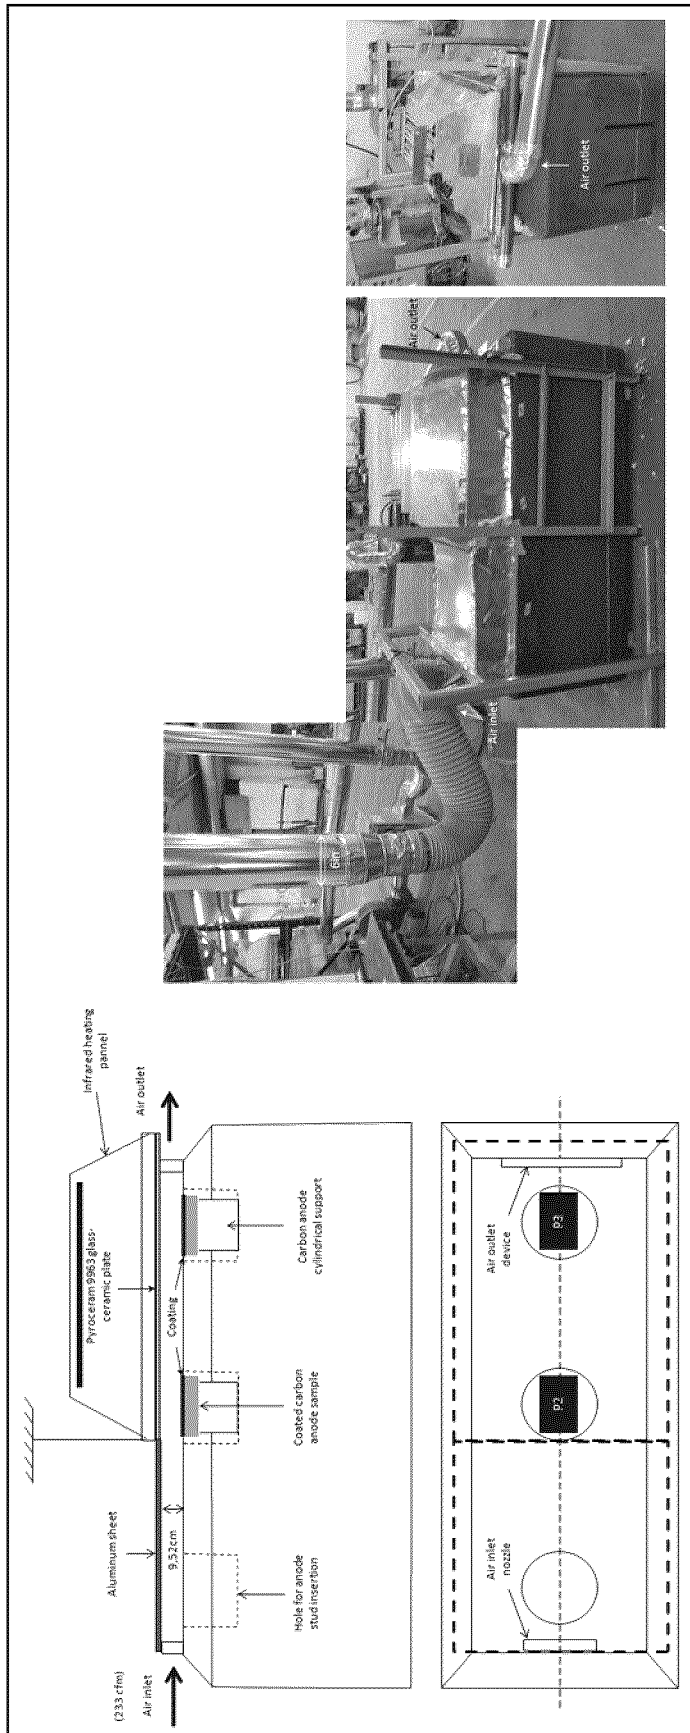 (233 cfm)
Air inlet
Aluminum sheet
9,52cm
Hole for anode
stud insertion
Pyroceram 9963 glass-
ceramic plate
Coating
Coated carbon
anode sample
Infrared heating
pannel
Air outlet
Carbon anode
cylindrical support
Air inlet
nozzle
P2
P3
Air outlet
device
Air inlet
Air outlet
Air outlet